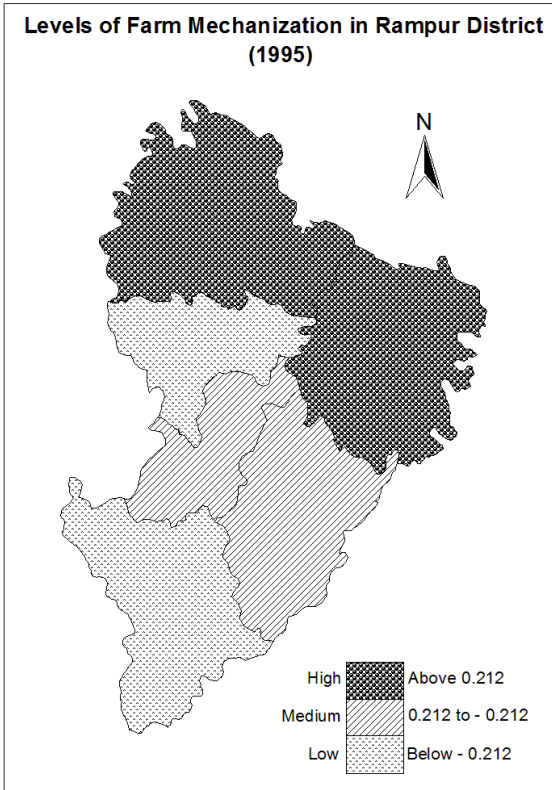 Levels of Farm Mechanization in Rampur District
(1995)
N
High Above 0.212
Medium 0.212 to - 0.212
Low Below - 0.212